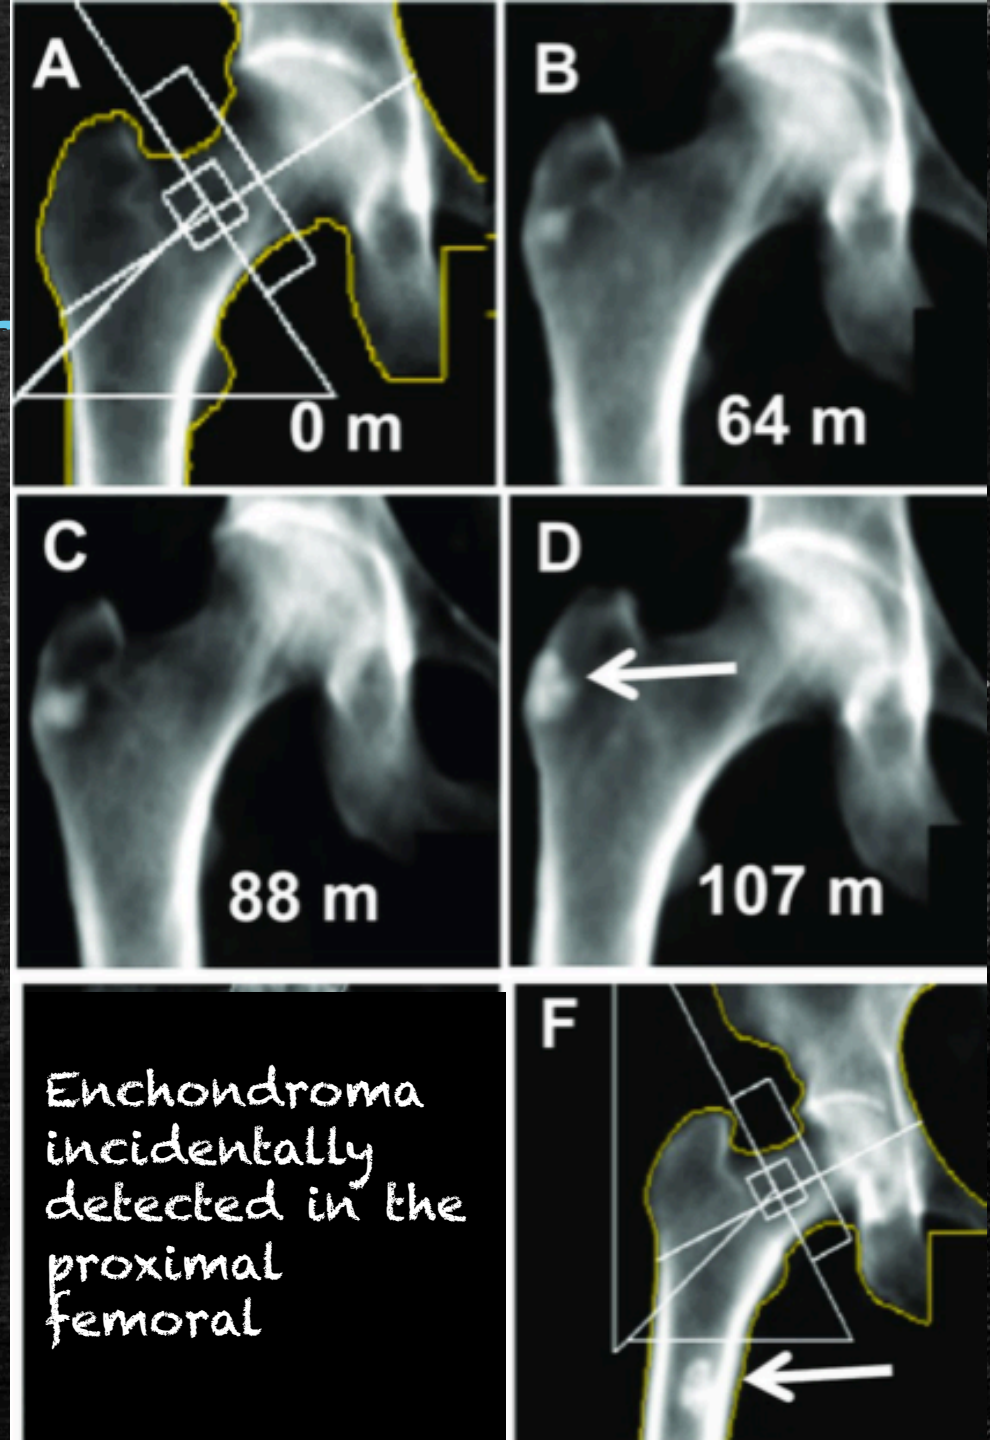 A
0 m
B
64 m
C
88 m
D
107 m
Enchondroma
incidentally
detected in the
proximal
femoral
F